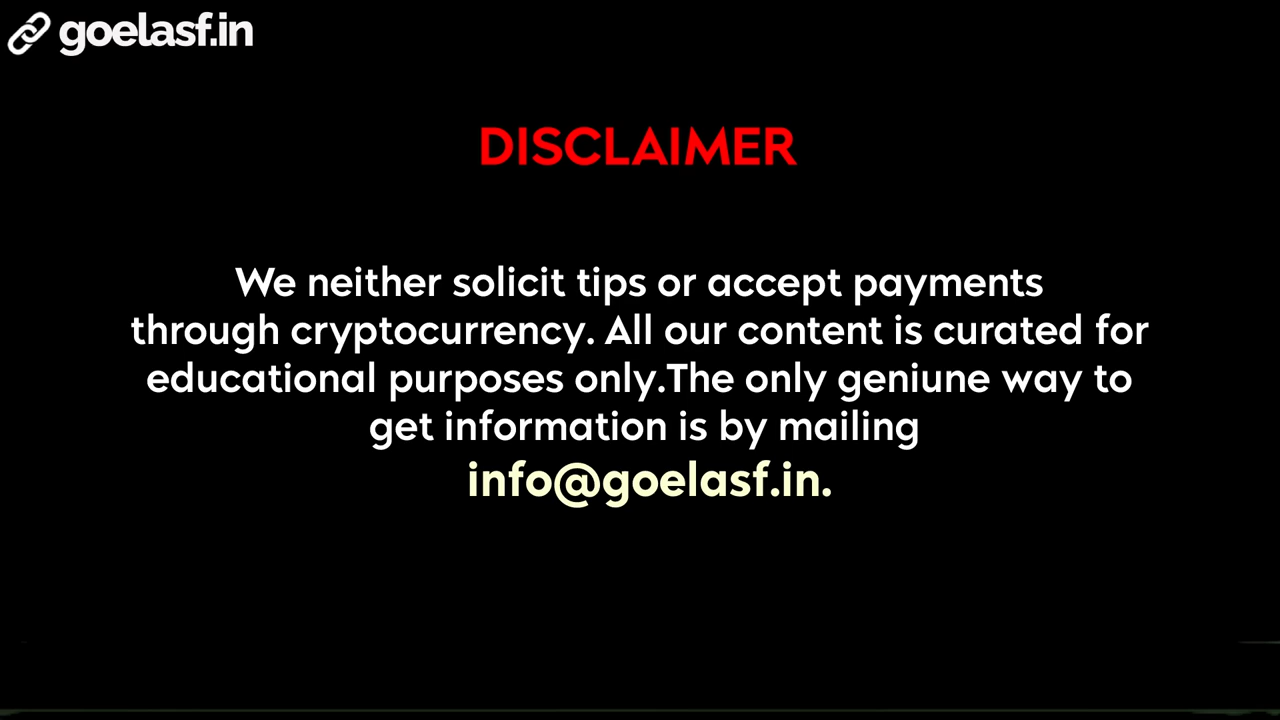 goelasf.in
DISCLAIMER
We neither solicit tips or accept payments
through cryptocurrency. All our content is curated for
educational purposes only.The only geniune way to
get information is by mailing
info@goelasf.in.